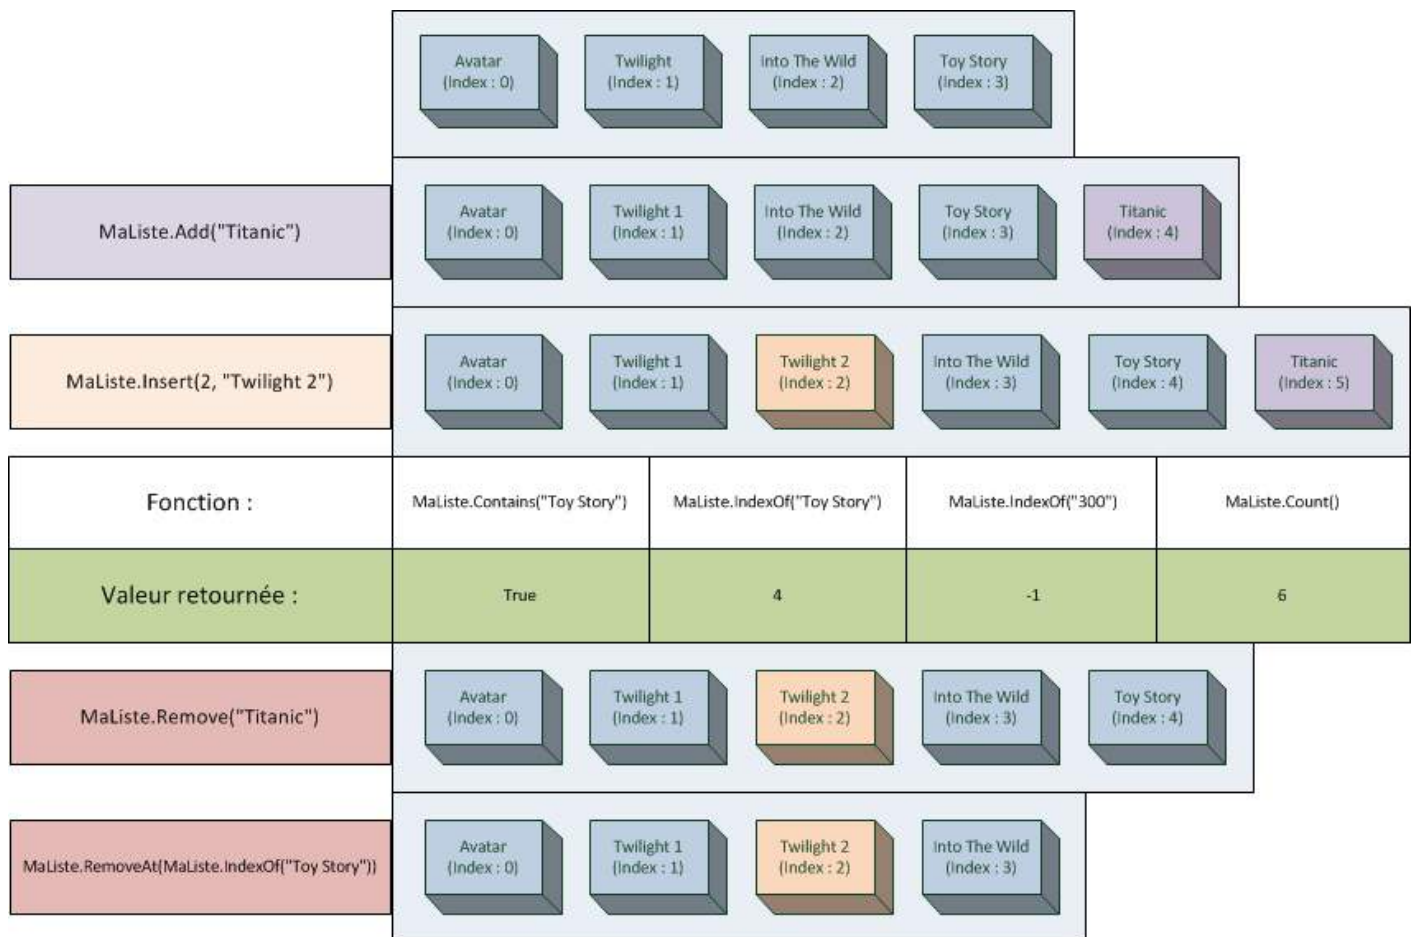 Avatar
(Index : 0)
Twilight
(Index : 1)
Into The Wild
(Index : 2)
Toy Story
(Index : 3)
MaListe.Add("Titanic")
Avatar
(Index : 0)
Twilight 1
(Index : 1)
Into The Wild
(Index : 2)
Toy Story
(Index : 3)
Titanic
(Index : 4)
MaListe.Insert(2, "Twilight 2")
Avatar
(Index : 0)
Twilight 1
(Index : 1)
Twilight 2
(Index : 2)
Into The Wild
(Index : 3)
Toy Story
(Index : 4)
Titanic
(Index : 5)
Fonction :
MaListe.Contains("Toy Story")
MaListe.IndexOf("Toy Story")
MaListe.IndexOf("300")
MaListe.Count()
Valeur retournée :
True
4
-1
6
MaListe.Remove("Titanic")
Avatar
(Index : 0)
Twilight 1
(Index : 1)
Twilight 2
(Index : 2)
Into The Wild
(Index : 3)
Toy Story
(Index : 4)
MaListe.RemoveAt(MaListe.IndexOf("Toy Story"))
Avatar
(Index : 0)
Twilight 1
(Index : 1)
Twilight 2
(Index : 2)
Into The Wild
(Index : 3)